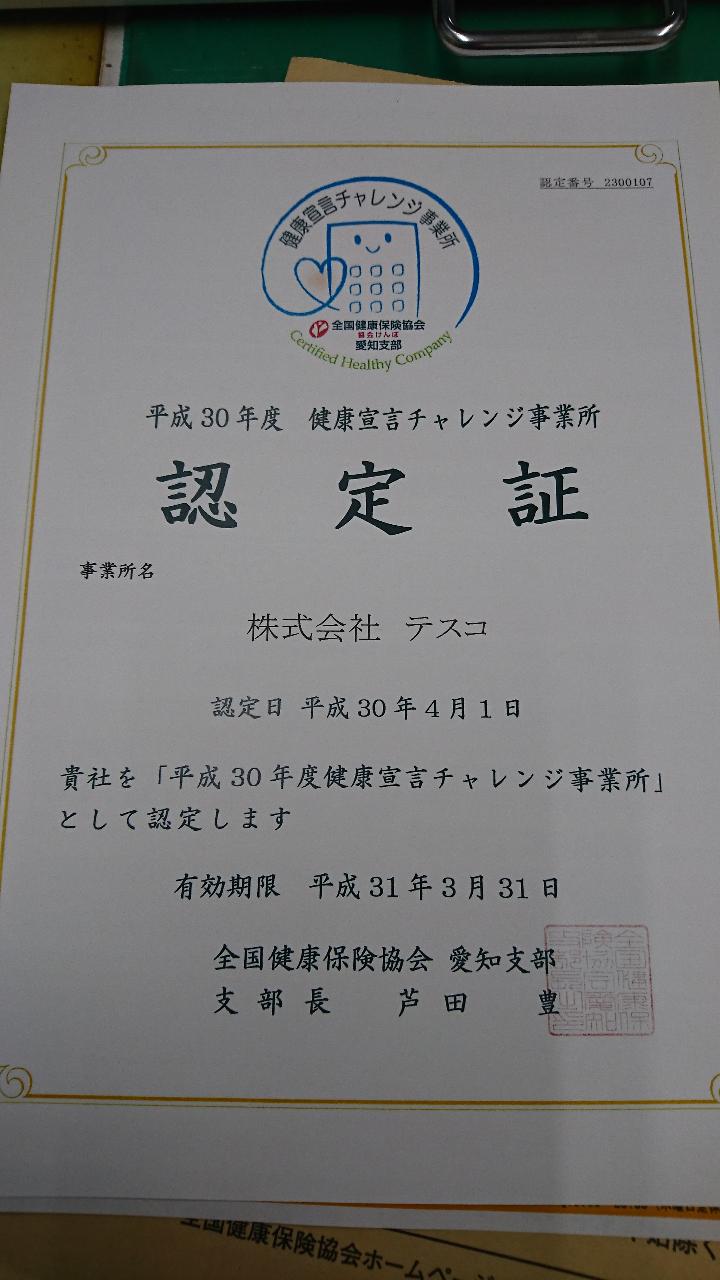 認定番号 2300107
健康宣言チャレンジ事業所
全国健康保険協会
協会けんぽ
愛知支部
Certified Healthy Company
平成30年度 健康宣言チャレンジ事業所
認定証
事業所名
株式会社 テスコ
認定日 平成30年4月1日
貴社を「平成30年度健康宣言チャレンジ事業所」
として認定します
有効期限 平成31年3月31日
全国健康保険協会 愛知支部
支部長 芦田 豊
全国健康保険協会ホームページ